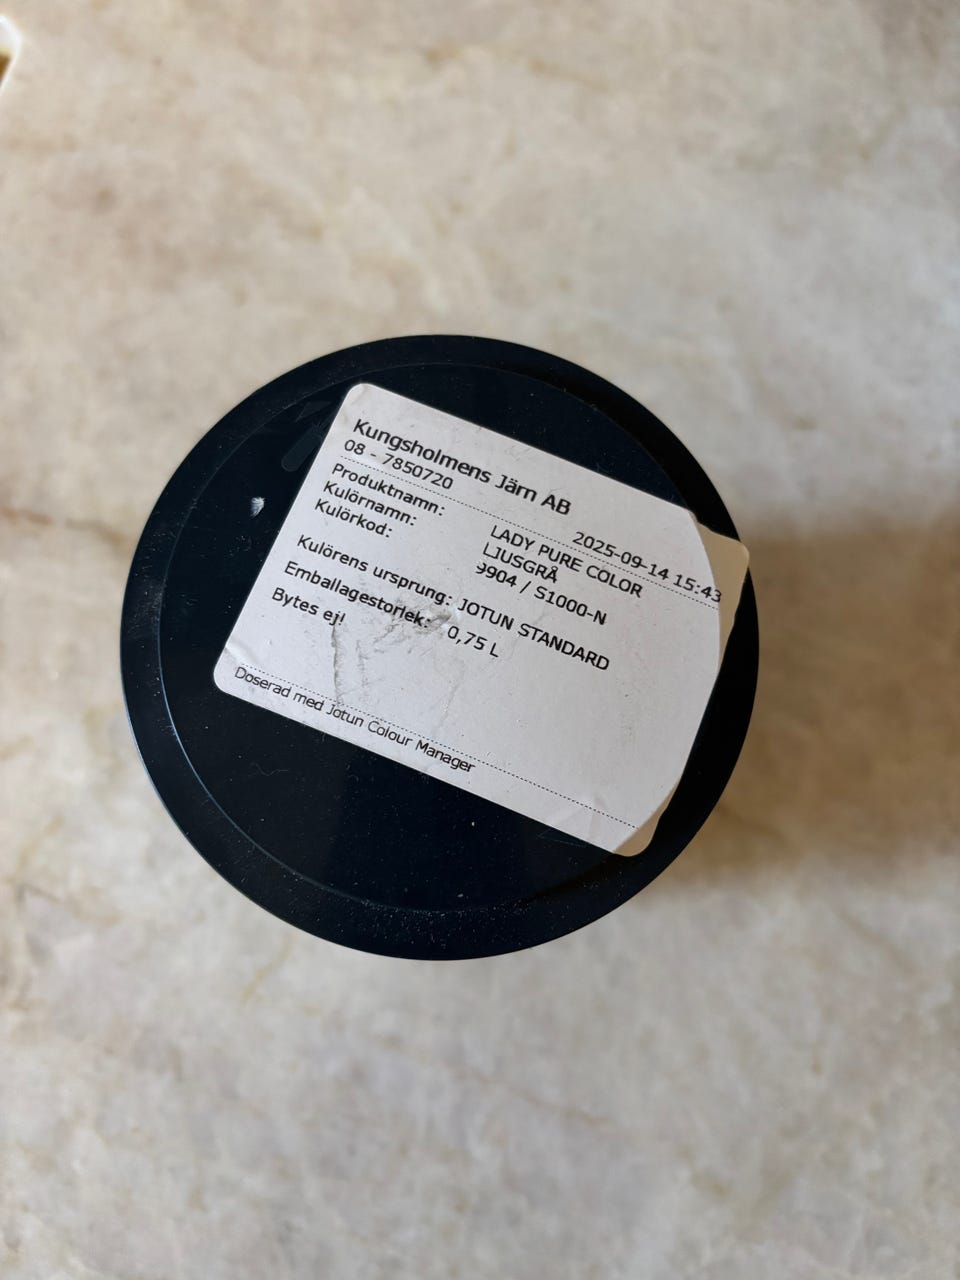 Kungsholmens Järn AB
08 - 7850720
2025-09-14 15:43
Produktnamn: LADY PURE COLOR
Kulörnamn: LJUSGRÅ
Kulörkod: 9904 / S1000-N
Kulörens ursprung: JOTUN STANDARD
Emballagestorlek: 0,75 L
Bytes ej!
Doserad med Jotun Colour Manager